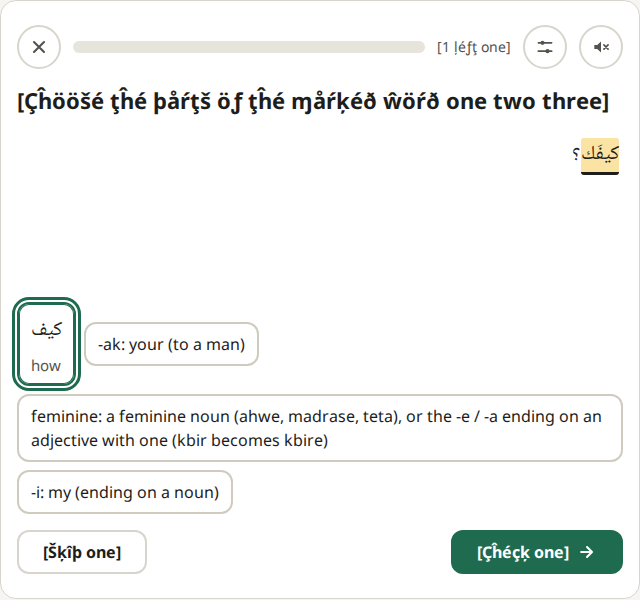 [1 ļéƒţ one]
[Çĥööšé ţĥé þåŕţš öƒ ţĥé ɱåŕķéð ŵöŕð one two three]
كيفَك؟
كيف
how
-ak: your (to a man)
feminine: a feminine noun (ahwe, madrase, teta), or the -e / -a ending on an
adjective with one (kbir becomes kbire)
-i: my (ending on a noun)
[Šķîþ one]
[Çĥéçķ one]